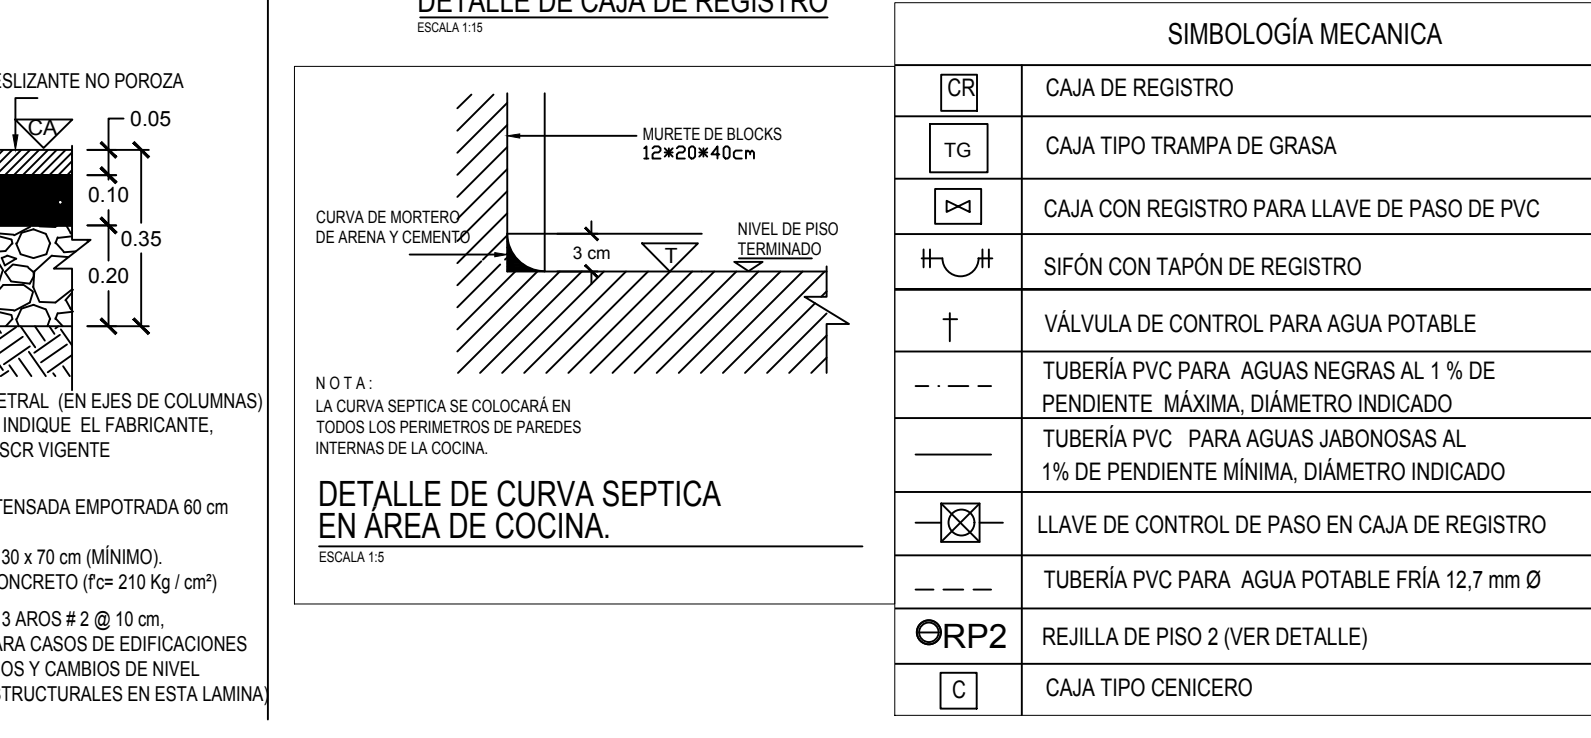 DETALLE DE CAJA DE REGISTRO
ESCALA 1:15
NO POROZA
CA
0.05
0.10
0.35
0.20
(EN EJES DE COLUMNAS)
INDIQUE EL FABRICANTE,
VIGENTE
EMPOTRADA 60 cm
30 x 70 cm (MÍNIMO).
(f'c= 210 Kg / cm²)
3 AROS # 2 @ 10 cm,
CASOS DE EDIFICACIONES
Y CAMBIOS DE NIVEL
EN ESTA LAMINA)
MURETE DE BLOCKS
12*20*40cm
CURVA DE MORTERO
DE ARENA Y CEMENTO
3 cm
T
NIVEL DE PISO
TERMINADO
N O T A :
LA CURVA SEPTICA SE COLOCARÁ EN
TODOS LOS PERIMETROS DE PAREDES
INTERNAS DE LA COCINA.
DETALLE DE CURVA SEPTICA
EN ÁREA DE COCINA.
ESCALA 1:5
SIMBOLOGÍA MECANICA
CR CAJA DE REGISTRO
TG CAJA TIPO TRAMPA DE GRASA
CAJA CON REGISTRO PARA LLAVE DE PASO DE PVC
SIFÓN CON TAPÓN DE REGISTRO
VÁLVULA DE CONTROL PARA AGUA POTABLE
TUBERÍA PVC PARA AGUAS NEGRAS AL 1 % DE
PENDIENTE MÁXIMA, DIÁMETRO INDICADO
TUBERÍA PVC PARA AGUAS JABONOSAS AL
1% DE PENDIENTE MÍNIMA, DIÁMETRO INDICADO
LLAVE DE CONTROL DE PASO EN CAJA DE REGISTRO
TUBERÍA PVC PARA AGUA POTABLE FRÍA 12,7 mm Ø
RP2 REJILLA DE PISO 2 (VER DETALLE)
C CAJA TIPO CENICERO